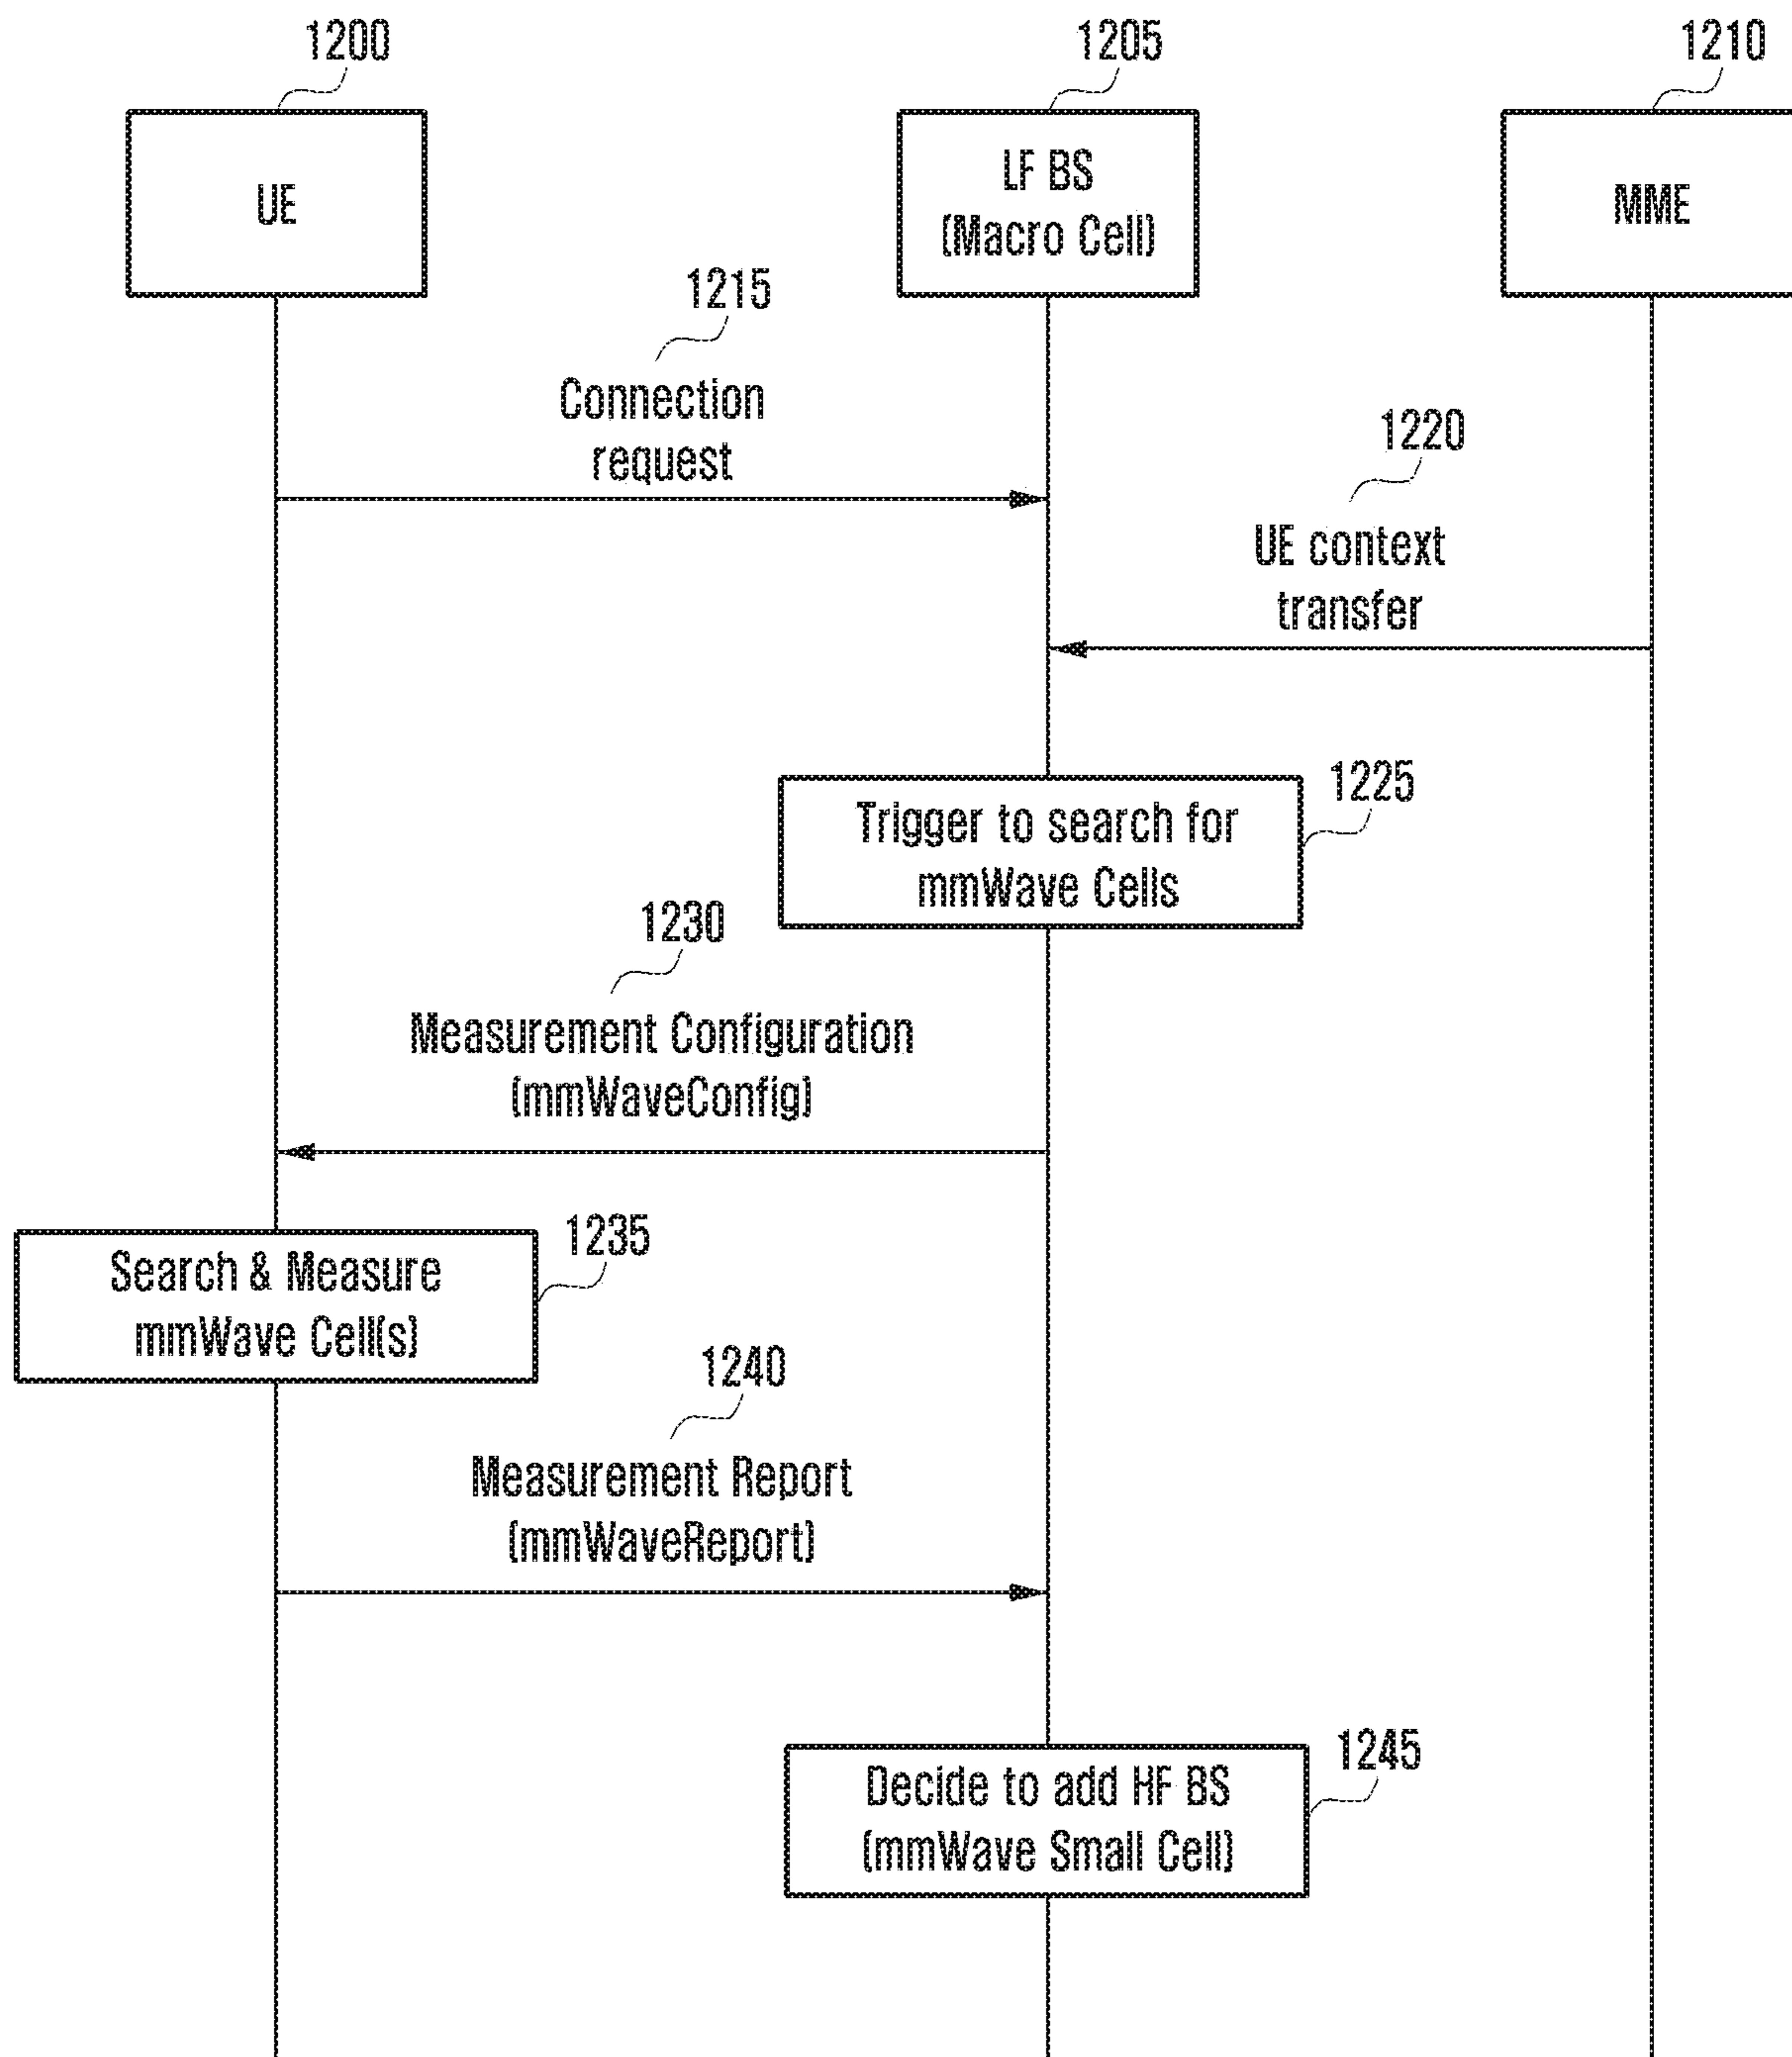 1200
1205
1210
UE
LF BS
(Macro Cell)
MME
1215
Connection
request
1220
UE context
transfer
1225
Trigger to search for
mmWave Cells
1230
Measurement Configuration
(mmWaveConfig)
1235
Search & Measure
mmWave Cell(s)
1240
Measurement Report
(mmWaveReport)
1245
Decide to add HF BS
(mmWave Small Cell)